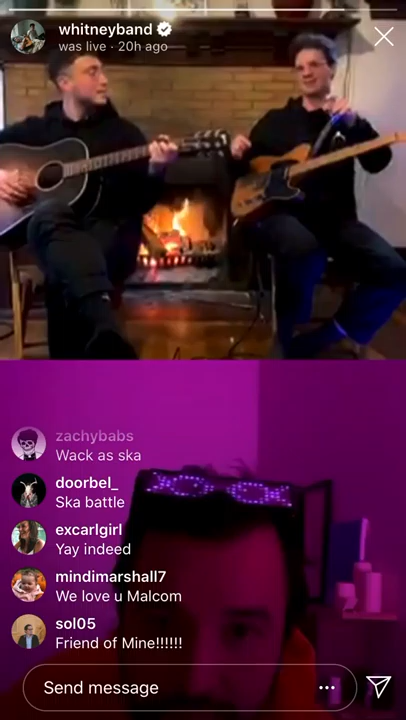 whitneyband
was live · 20h ago
zachybabs
Wack as ska
doorbel_
Ska battle
excarlgirl
Yay indeed
mindimarshall7
We love u Malcom
sol05
Friend of Mine!!!!!!
Send message